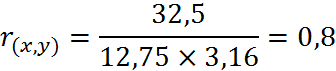 r(x,y) = 32,5 / 12,75 × 3,16 = 0,8